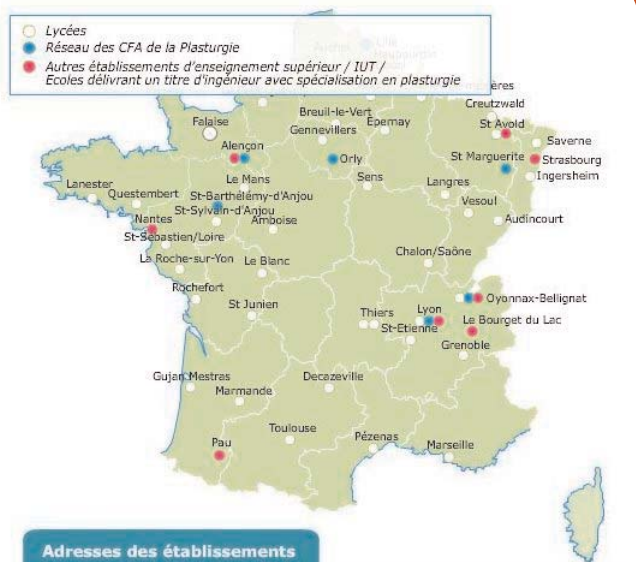 Lycées
Réseau des CFA de la Plasturgie
Autres établissements d'enseignement supérieur / IUT /
Ecoles délivrant un titre d'ingénieur avec spécialisation en plasturgie
Creutzwald
Breuil-le-Vert
Epernay
St Avold
Falaise
Gennevilliers
Saverne
Alençon
Orly
St Marguerite
Strasbourg
Ingersheim
Lanester
Le Mans
Sens
Langres
Questembert
St-Barthélémy-d'Anjou
Vesoul
Nantes
St-Sylvain-d'Anjou
Amboise
Audincourt
St-Sébastien/Loire
Chalon/Saône
La Roche-sur-Yon
Le Blanc
Rochefort
Oyonnax-Bellignat
St Junien
Thiers
Lyon
Le Bourget du Lac
St-Etienne
Grenoble
Gujan Mestras
Decazeville
Marmande
Toulouse
Pau
Pézenas
Marseille
Adresses des établissements